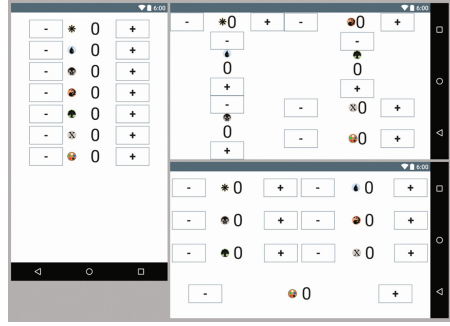 6:00
- 0 +
- 0 +
- 0 +
- 0 +
- 0 +
- 0 +
- 0 +
6:00
- 0 + - 0 +
- -
0 0
+ +
- - 0 +
0
+ - 0 +
6:00
- 0 + - 0 +
- 0 + - 0 +
- 0 + - 0 +
- 0 +